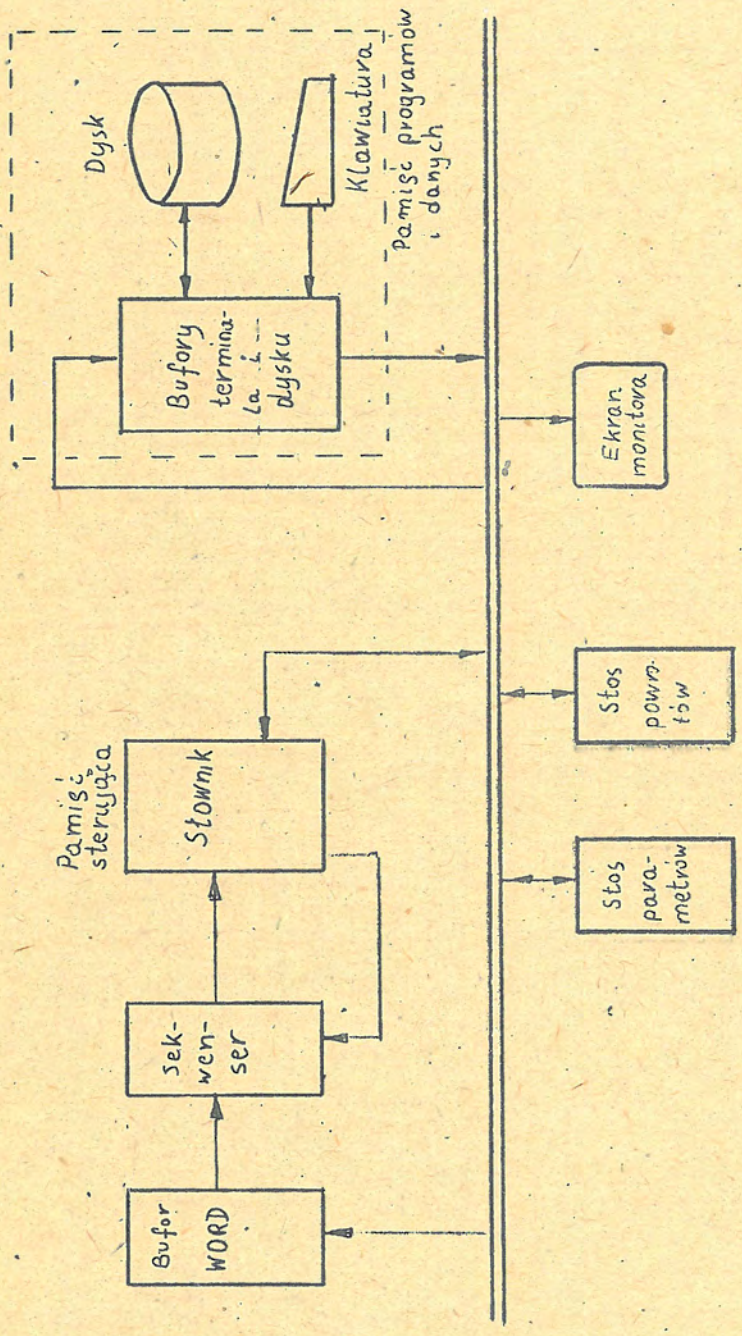 Pamięć
sterująca
Bufor
WORD
Sek-
wen-
ser
Słownik
Bufory
termina-
la i
dysku
Dysk
Klawiatura
Pamięć programów
i danych
Stos
para-
metrów
Stos
powro-
tów
Ekran
monitora